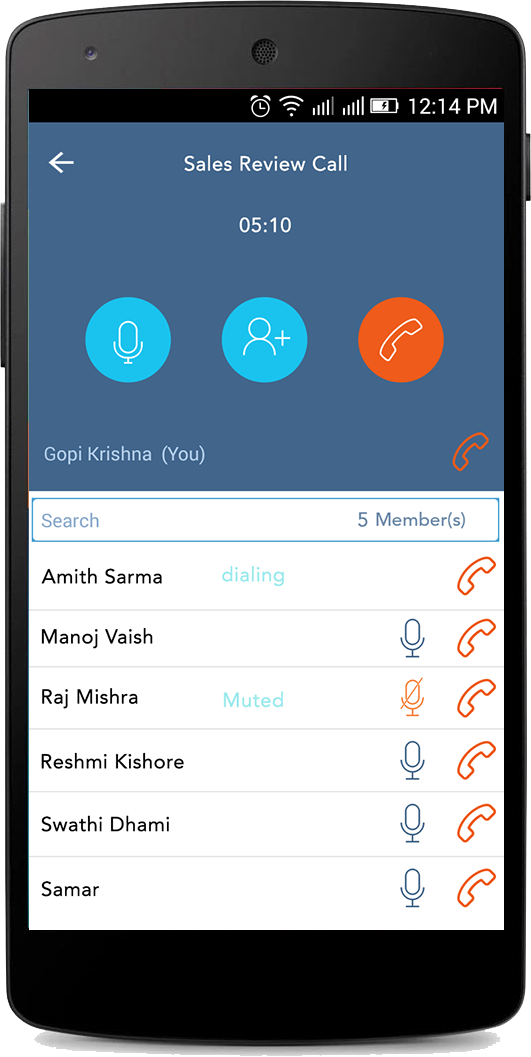 12:14 PM
Sales Review Call
05:10
Gopi Krishna (You)
Search 5 Member(s)
Amith Sarma dialing
Manoj Vaish
Raj Mishra Muted
Reshmi Kishore
Swathi Dhami
Samar